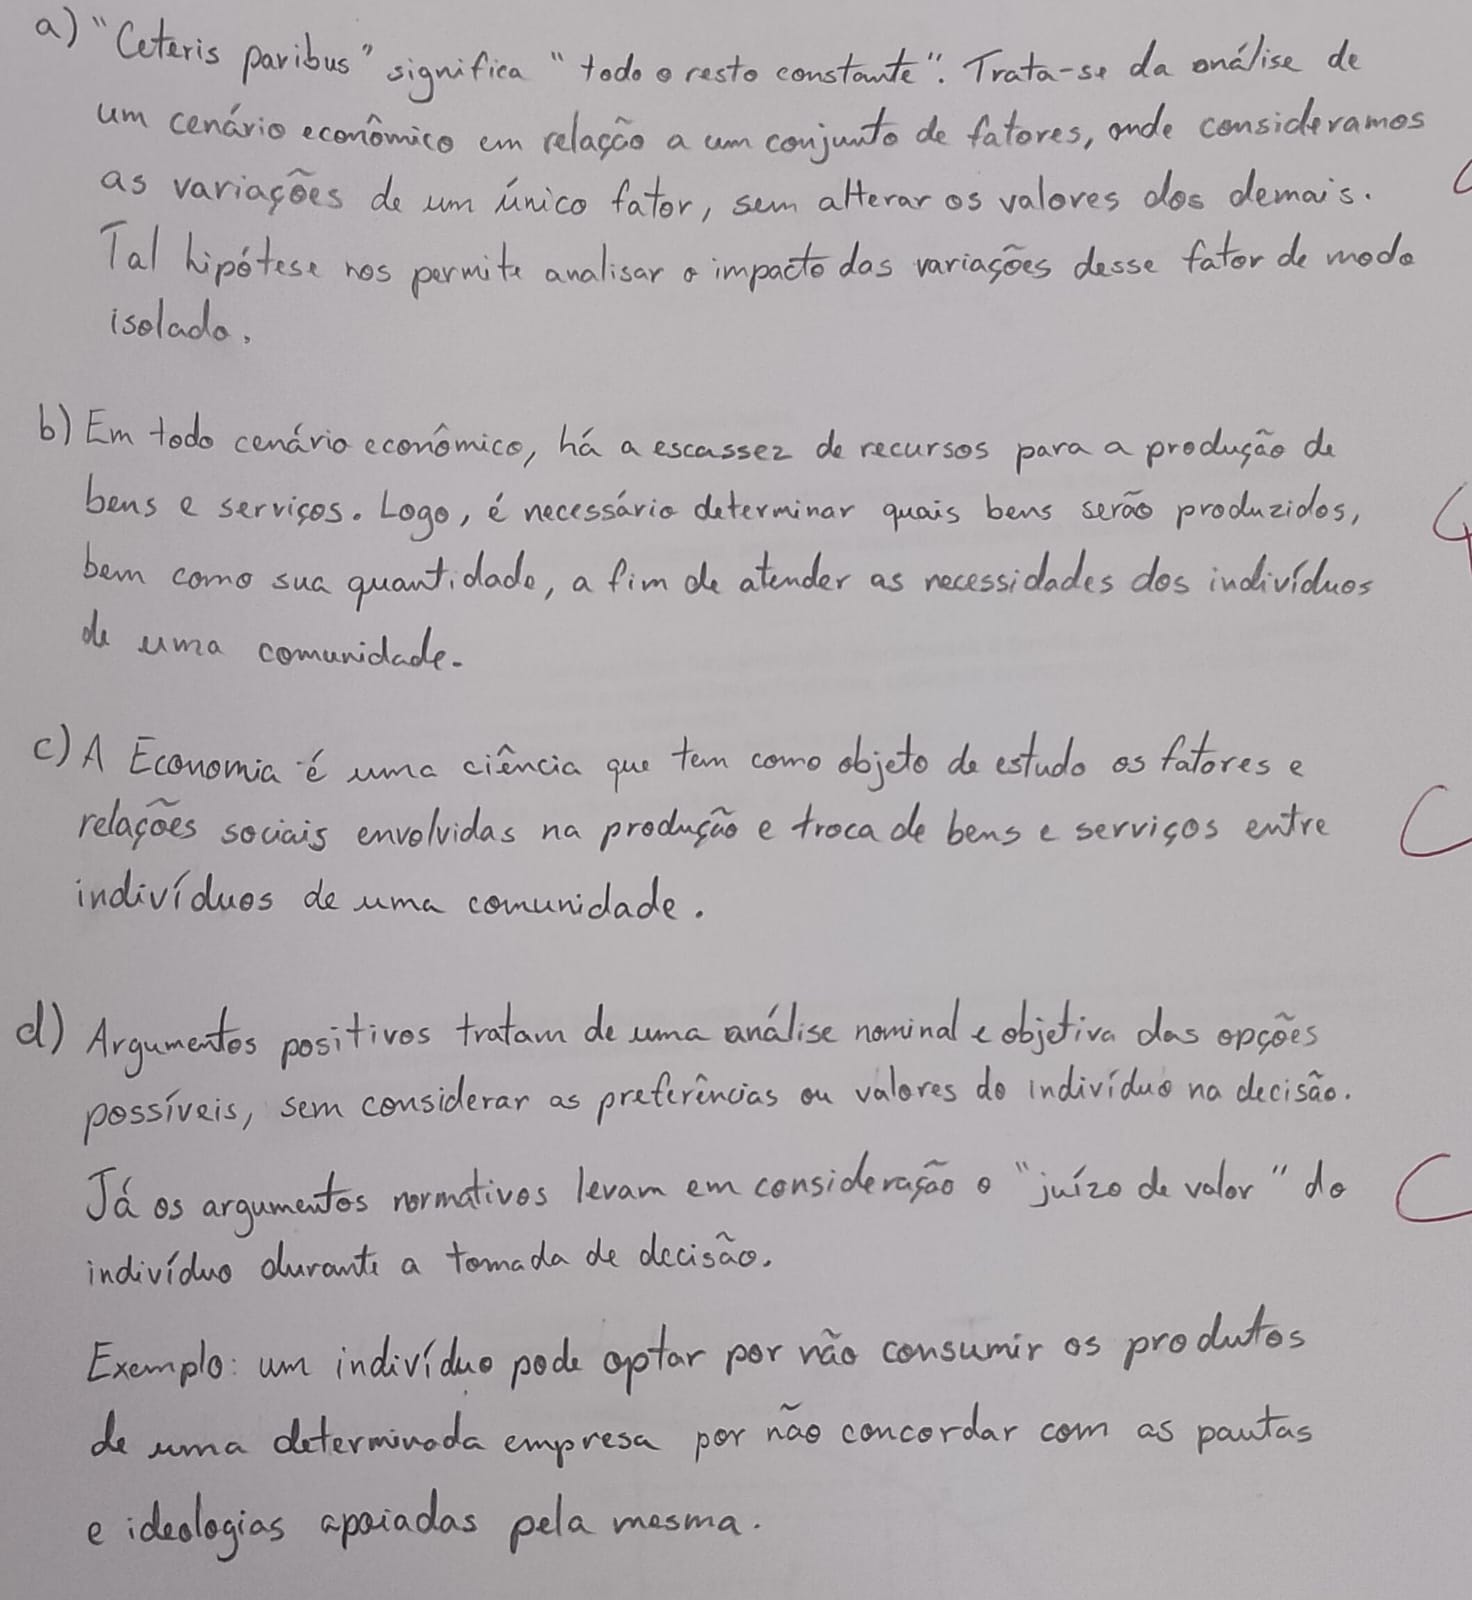 a) "Ceteris paribus" significa "todo o resto constante". Trata-se da análise de
um cenário econômico em relação a um conjunto de fatores, onde consideramos
as variações de um único fator, sem alterar os valores dos demais.
Tal hipótese nos permite analisar o impacto das variações desse fator de modo
isolado.
b) Em todo cenário econômico, há a escassez de recursos para a produção de
bens e serviços. Logo, é necessário determinar quais bens serão produzidos,
bem como sua quantidade, a fim de atender as necessidades dos indivíduos
de uma comunidade.
c) A Economia é uma ciência que tem como objeto de estudo os fatores e
relações sociais envolvidas na produção e troca de bens e serviços entre
indivíduos de uma comunidade.
d) Argumentos positivos tratam de uma análise nominal e objetiva das opções
possíveis, sem considerar as preferências ou valores do indivíduo na decisão.
Já os argumentos normativos levam em consideração o "juízo de valor" do
indivíduo durante a tomada de decisão.
Exemplo: um indivíduo pode optar por não consumir os produtos
de uma determinada empresa por não concordar com as pautas
e ideologias apoiadas pela mesma.